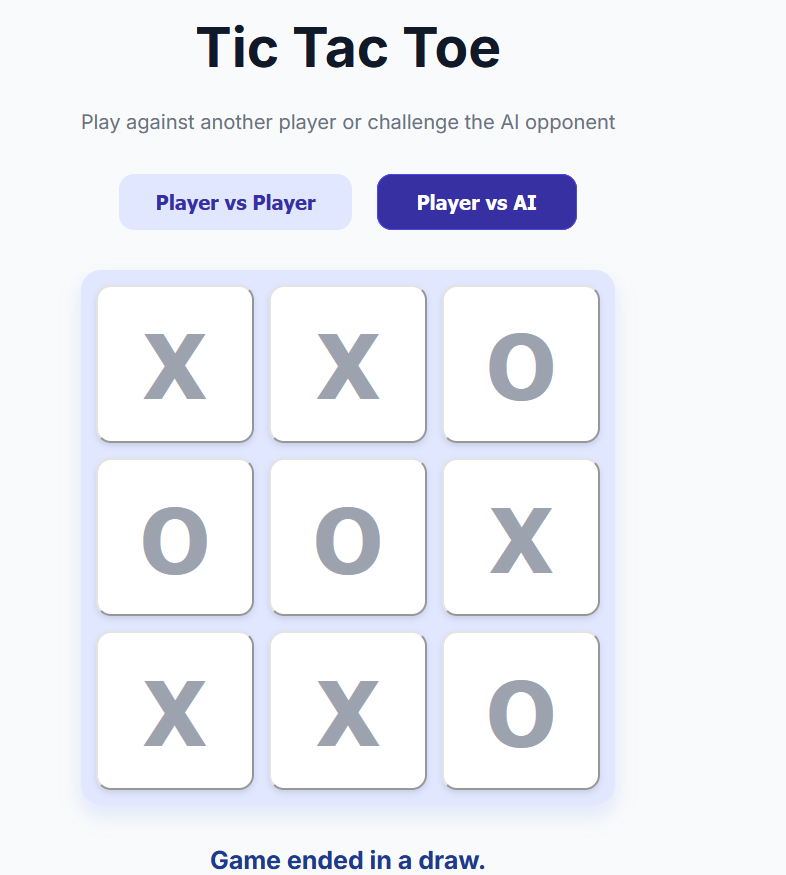 Tic Tac Toe
Play against another player or challenge the AI opponent
Player vs Player Player vs AI
X X O
O O X
X X O
Game ended in a draw.